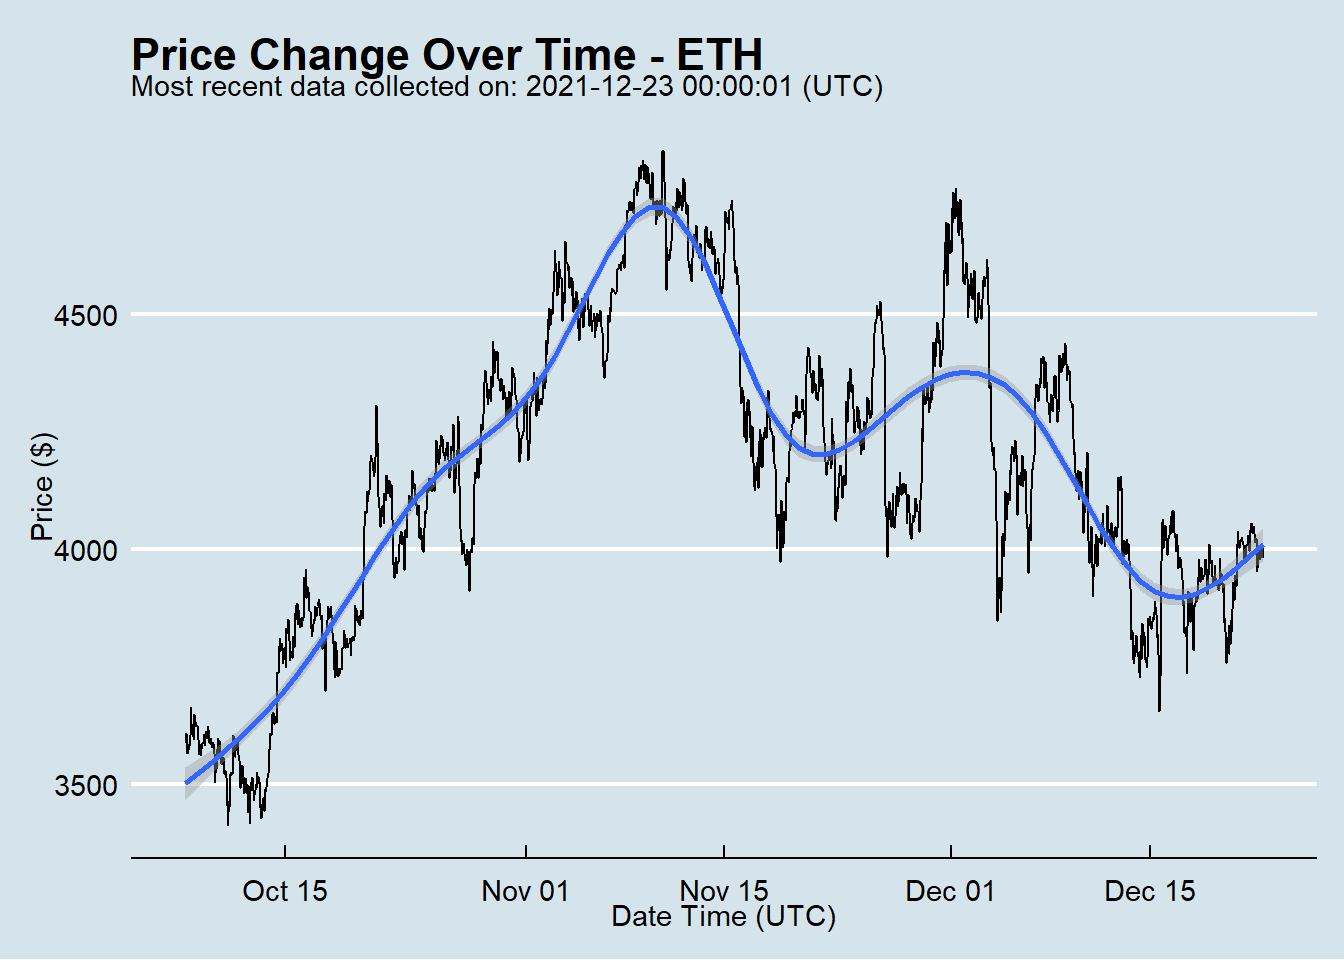 Price Change Over Time - ETH
Most recent data collected on: 2021-12-23 00:00:01 (UTC)
Price ($)
4500
4000
3500
Oct 15
Nov 01
Nov 15
Dec 01
Dec 15
Date Time (UTC)